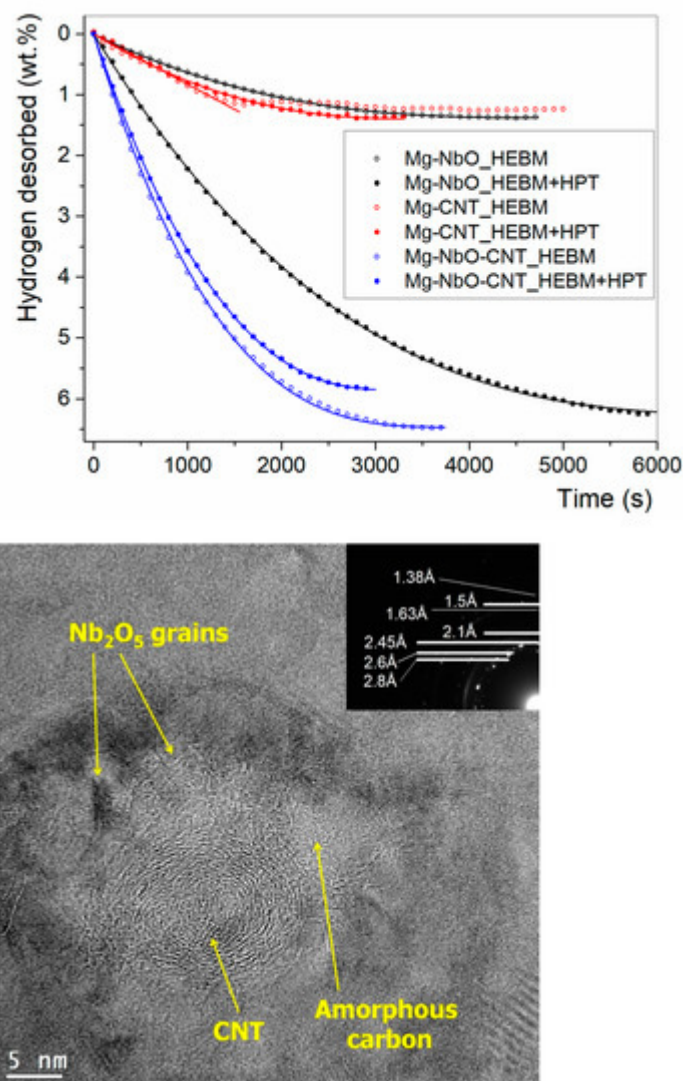 0
1
2
3
4
5
6
Hydrogen desorbed (wt.%)
Mg-NbO_HEBM
Mg-NbO_HEBM+HPT
Mg-CNT_HEBM
Mg-CNT_HEBM+HPT
Mg-NbO-CNT_HEBM
Mg-NbO-CNT_HEBM+HPT
0 1000 2000 3000 4000 5000 6000
Time (s)
1.38Å
1.5Å
1.63Å
2.1Å
2.45Å
2.6Å
2.8Å
Nb₂O₅ grains
CNT
Amorphous
carbon
5 nm